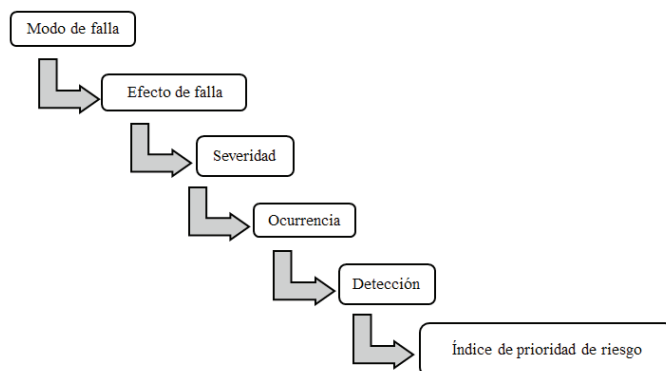 Modo de falla
Efecto de falla
Severidad
Ocurrencia
Detección
Índice de prioridad de riesgo